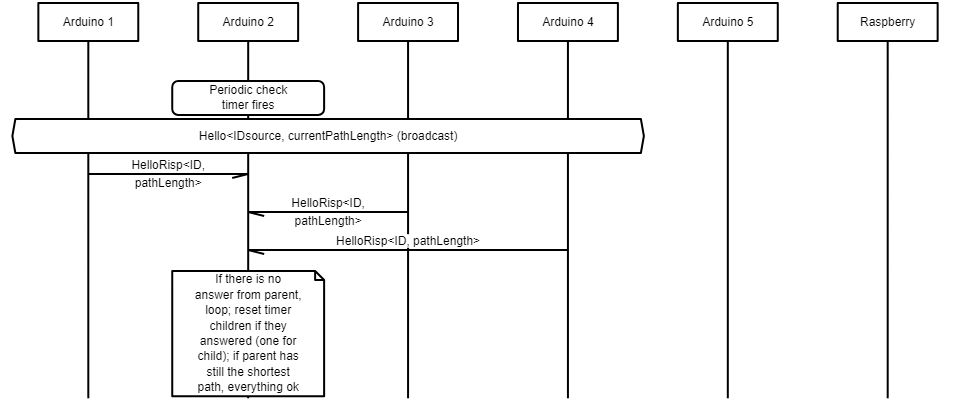 Arduino 1
Arduino 2
Arduino 3
Arduino 4
Arduino 5
Raspberry
Periodic check
timer fires
Hello<IDsource, currentPathLength> (broadcast)
HelloRisp<ID,
pathLength>
HelloRisp<ID,
pathLength>
HelloRisp<ID, pathLength>
If there is no
answer from parent,
loop; reset timer
children if they
answered (one for
child); if parent has
still the shortest
path, everything ok